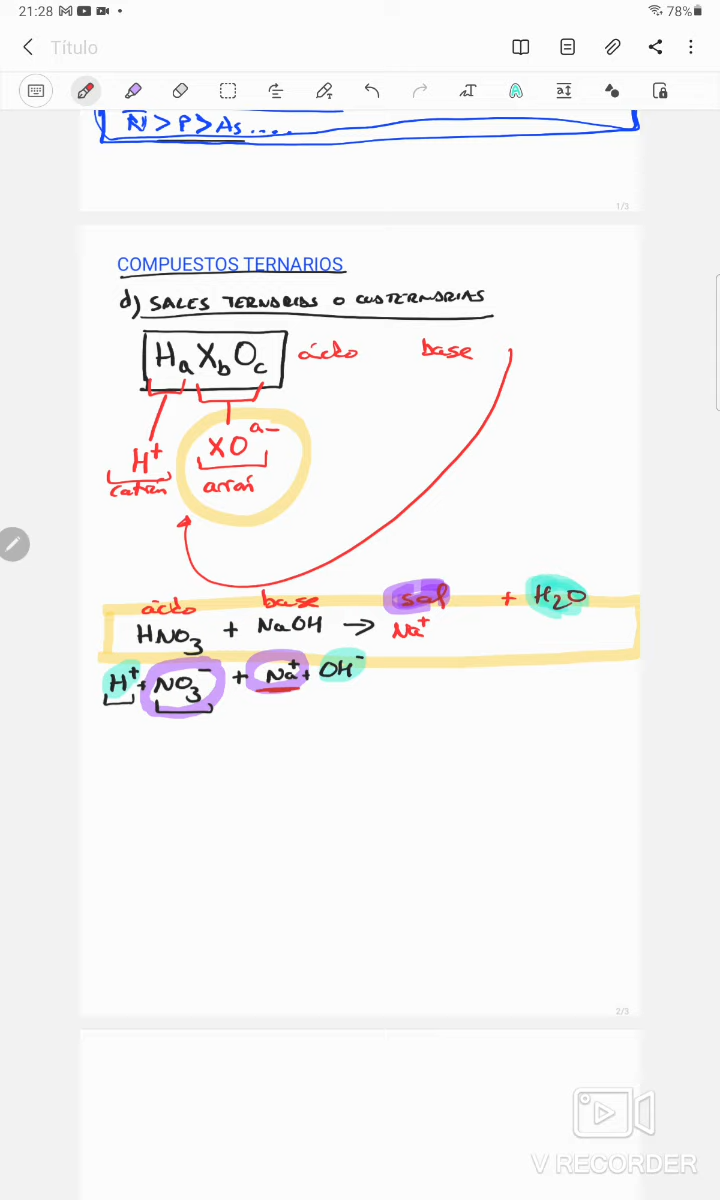 21:28 78%
Título
N > P > As....
1/3
COMPUESTOS TERNARIOS
d) SALES TERNARIAS O CUATERNARIAS
HaXbOc ácido base
H+ XOa-
catión anión
ácido base sal + H2O
HNO3 + NaOH → Na+
H+ + NO3- + Na+ + OH-
2/3
V RECORDER